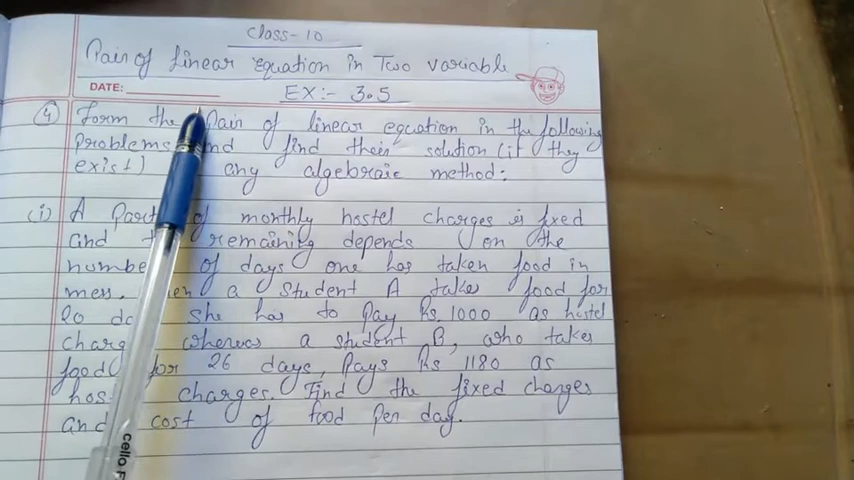 Class-10
Pair of linear equation in Two variable
DATE:
EX:- 3.5
(4) Form the Pair of linear equation in the following
problems and find their solution (if they
exist) any algebraic method:
(i) A Part of monthly hostel charges is fixed
and the remaining depends on the
number of days one has taken food in
mess. a student A takes food for
20 she has to pay Rs. 1000 as hostel
whereas a student B, who takes
food for 26 days, Pays Rs 1180 as
charges. Find the fixed charges
and cost of food per day.
cello